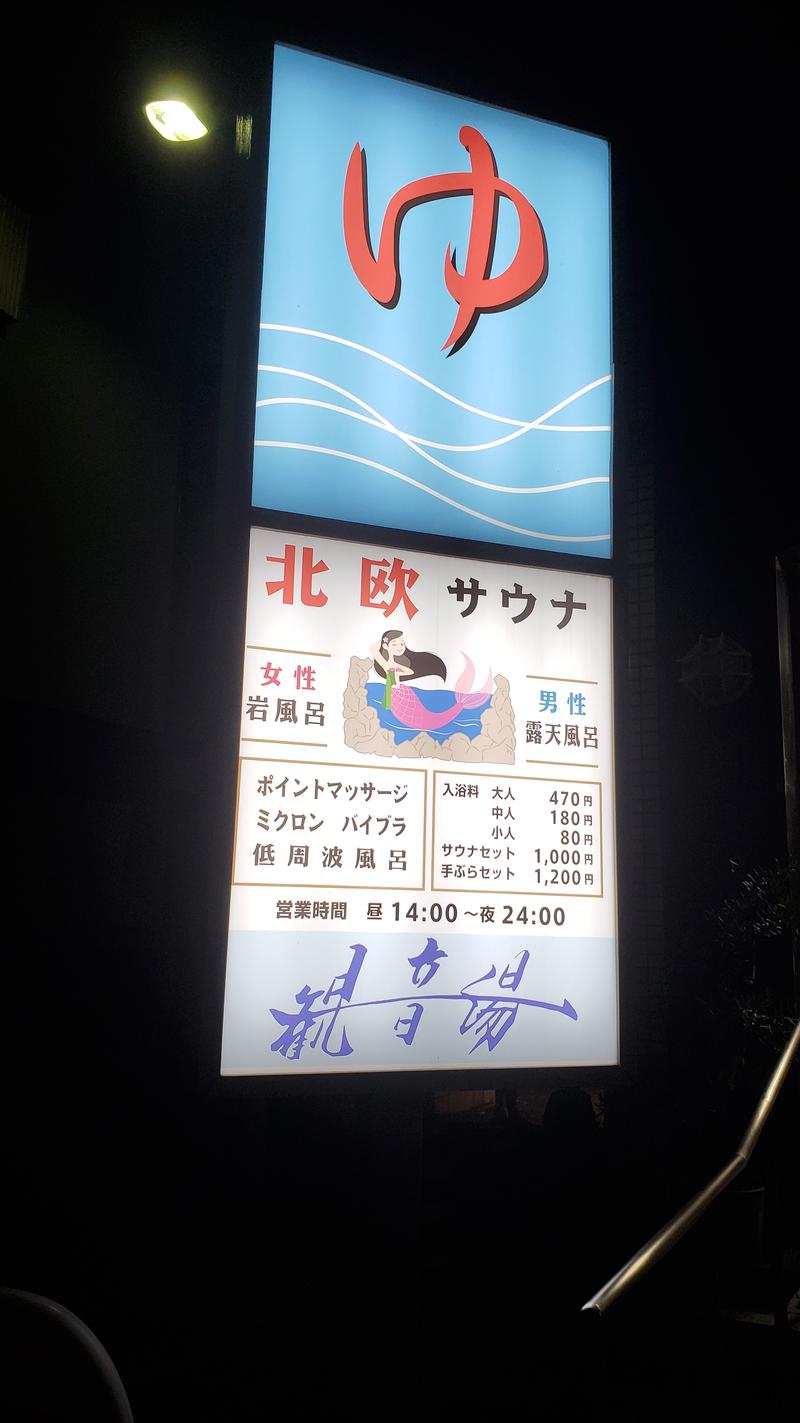 ゆ
北欧サウナ
女性
岩風呂
男性
露天風呂
ポイントマッサージ
ミクロン バイブラ
低周波風呂
入浴料 大人 470円
中人 180円
小人 80円
サウナセット 1,000円
手ぶらセット 1,200円
営業時間 昼14:00〜夜24:00
観音湯